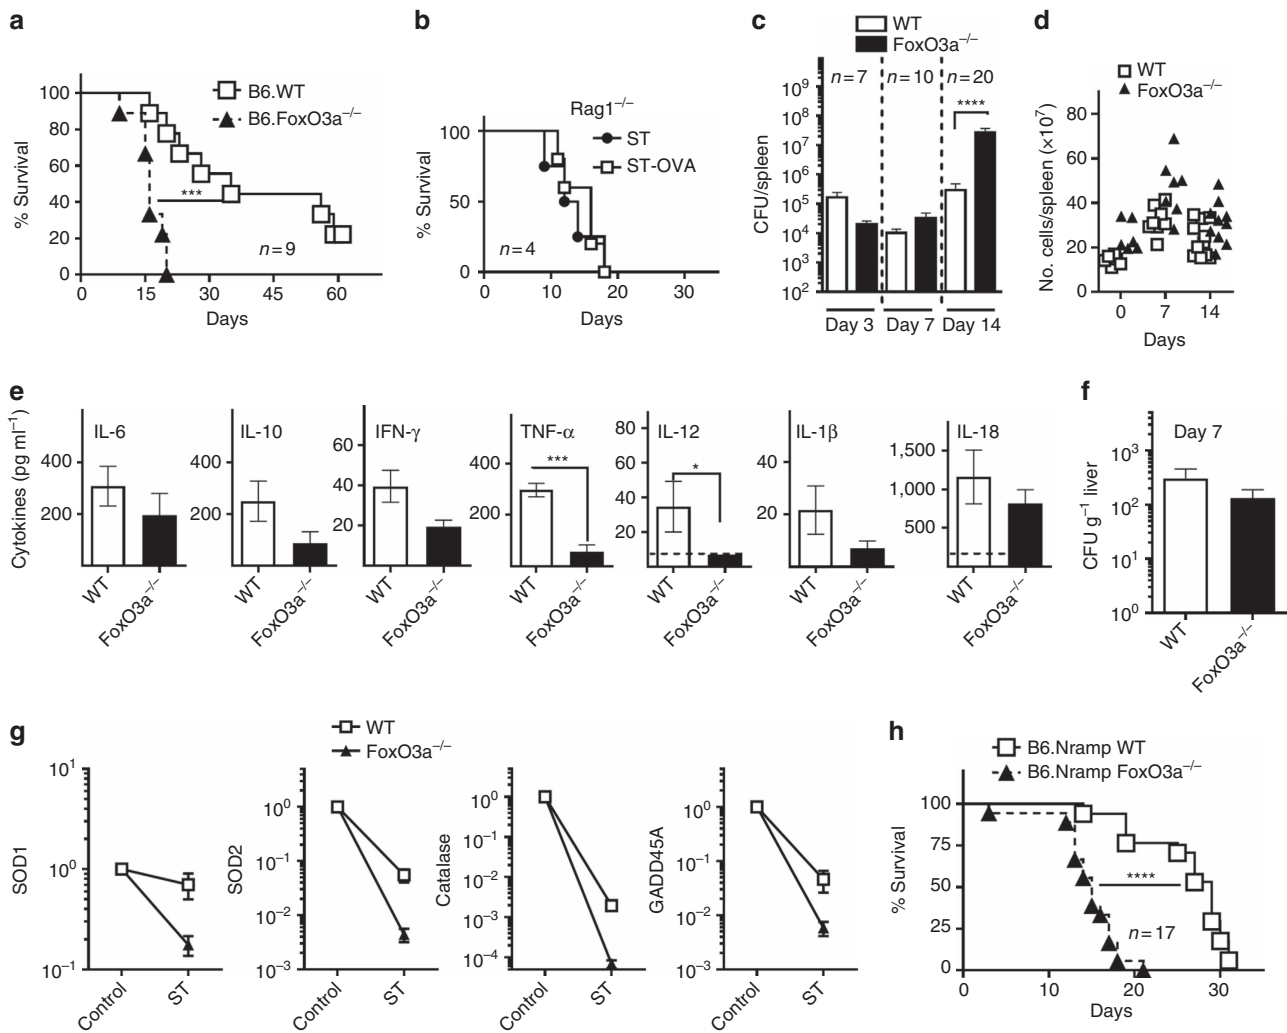 a
% Survival
100
80
60
40
20
0
B6.WT
B6.FoxO3a⁻/⁻
***
n=9
0 15 30 45 60
Days
b
% Survival
100
50
0
Rag1⁻/⁻
ST
ST-OVA
n=4
0 10 20 30
Days
c
WT
FoxO3a⁻/⁻
CFU/spleen
10⁹
10⁸
10⁷
10⁶
10⁵
10⁴
10³
10²
n=7 n=10 n=20
****
Day 3 Day 7 Day 14
d
WT
FoxO3a⁻/⁻
No. cells/spleen (×10⁷)
80
60
40
20
0
0 7 14
Days
e
Cytokines (pg ml⁻¹)
IL-6
400
200
WT
FoxO3a⁻/⁻
IL-10
400
200
WT
FoxO3a⁻/⁻
IFN-γ
60
40
20
WT
FoxO3a⁻/⁻
TNF-α
400
200
***
WT
FoxO3a⁻/⁻
IL-12
80
60
40
20
*
WT
FoxO3a⁻/⁻
IL-1β
40
20
WT
FoxO3a⁻/⁻
IL-18
1,500
1,000
500
WT
FoxO3a⁻/⁻
f
Day 7
CFU g⁻¹ liver
10³
10²
10¹
10⁰
WT
FoxO3a⁻/⁻
g
WT
FoxO3a⁻/⁻
SOD1
10¹
10⁰
10⁻¹
Control
ST
SOD2
10⁰
10⁻¹
10⁻²
10⁻³
Control
ST
Catalase
10⁰
10⁻¹
10⁻²
10⁻³
10⁻⁴
Control
ST
GADD45A
10⁰
10⁻¹
10⁻²
10⁻³
Control
ST
h
B6.Nramp WT
B6.Nramp FoxO3a⁻/⁻
% Survival
100
75
50
25
0
****
n=17
0 10 20 30
Days